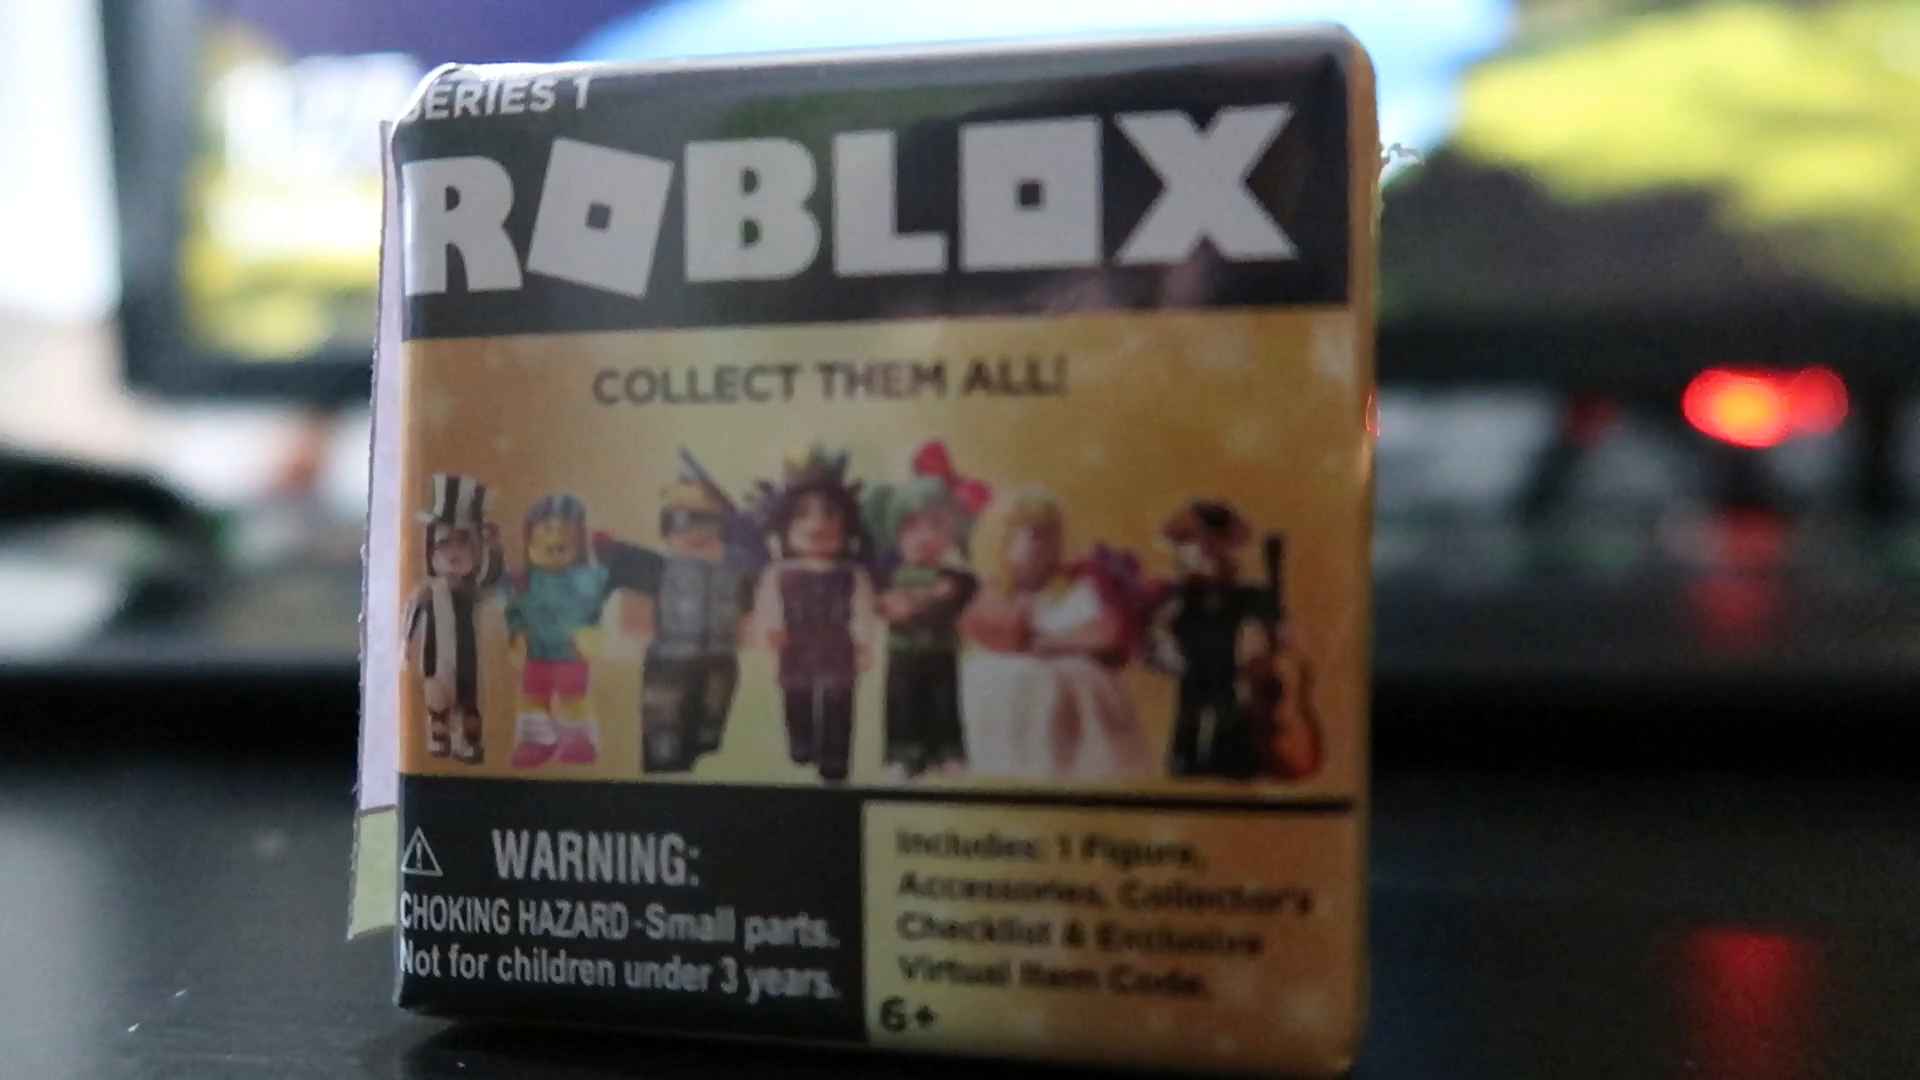 SERIES 1
ROBLOX
COLLECT THEM ALL!
WARNING:
CHOKING HAZARD-Small parts.
Not for children under 3 years.
Includes: 1 Figure,
Accessories, Collector's
Checklist & Exclusive
Virtual Item Code.
6+